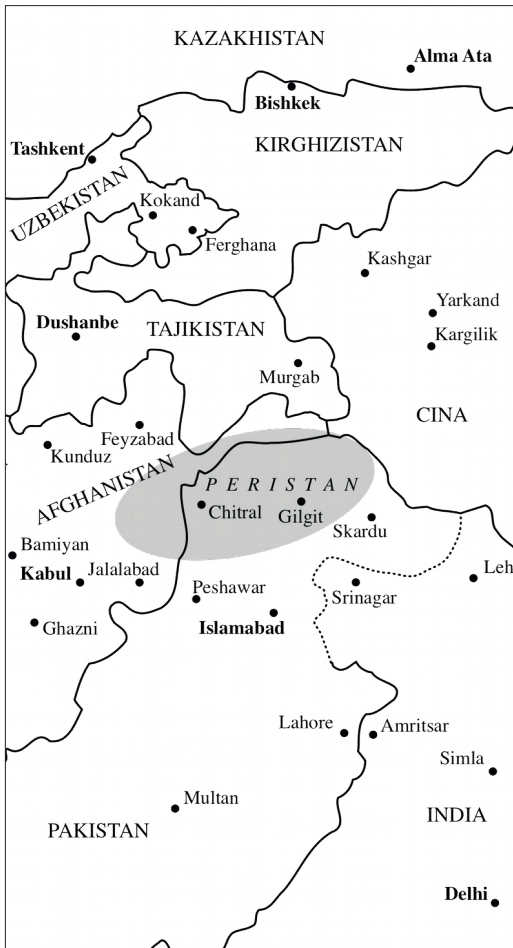 KAZAKHISTAN
Alma Ata
Bishkek
Tashkent
KIRGHIZISTAN
UZBEKISTAN
Kokand
Ferghana
Kashgar
Yarkand
Dushanbe
TAJIKISTAN
Kargilik
Murgab
CINA
Feyzabad
Kunduz
AFGHANISTAN
PERISTAN
Chitral
Gilgit
Skardu
Bamiyan
Kabul
Jalalabad
Leh
Peshawar
Srinagar
Ghazni
Islamabad
Lahore
Amritsar
Simla
Multan
PAKISTAN
INDIA
Delhi